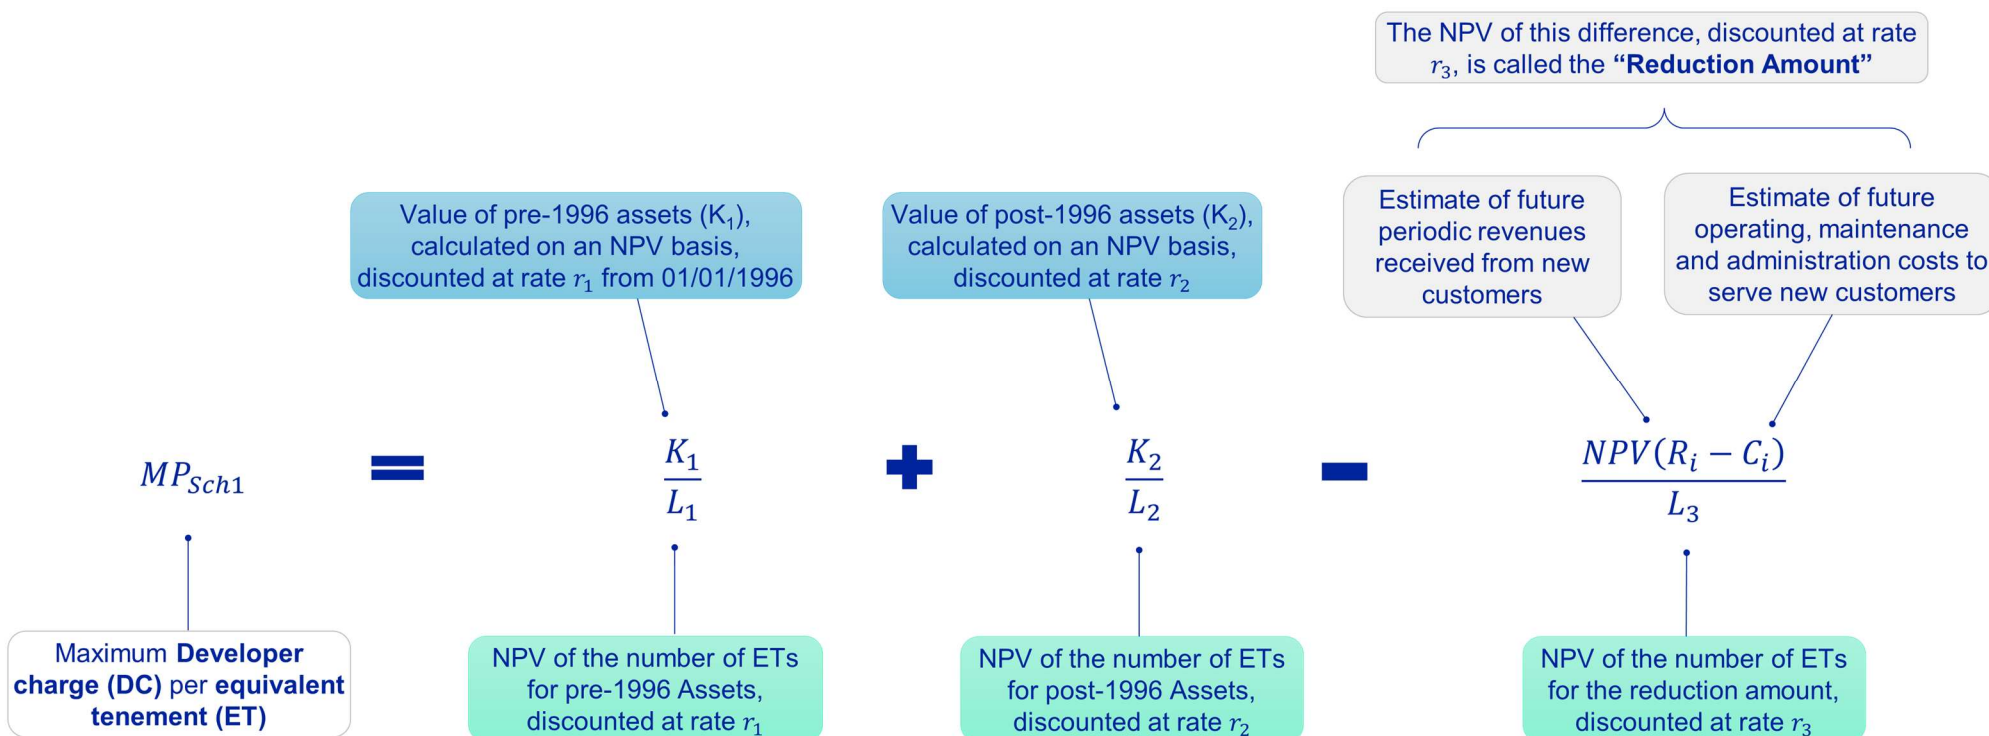 The NPV of this difference, discounted at rate
r₃, is called the “Reduction Amount”
Value of pre-1996 assets (K₁),
calculated on an NPV basis,
discounted at rate r₁ from 01/01/1996
Value of post-1996 assets (K₂),
calculated on an NPV basis,
discounted at rate r₂
Estimate of future
periodic revenues
received from new
customers
Estimate of future
operating, maintenance
and administration costs to
serve new customers
MP_{Sch1} = K₁/L₁ + K₂/L₂ − NPV(R_i − C_i)/L₃
Maximum Developer
charge (DC) per equivalent
tenement (ET)
NPV of the number of ETs
for pre-1996 Assets,
discounted at rate r₁
NPV of the number of ETs
for post-1996 Assets,
discounted at rate r₂
NPV of the number of ETs
for the reduction amount,
discounted at rate r₃